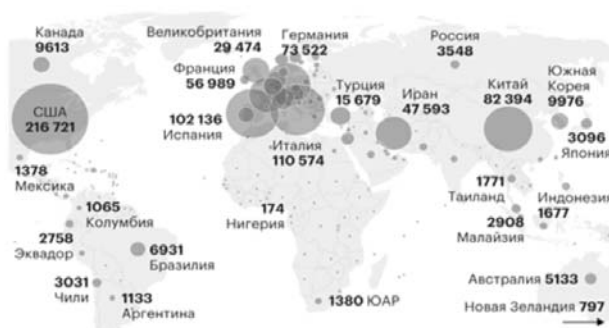 Канада
9613
Великобритания
29 474
Германия
73 522
Россия
3548
Франция
56 989
Турция
15 679
Иран
47 593
Китай
82 394
Южная
Корея
9976
США
216 721
102 136
Испания
Италия
110 574
3096
Япония
1378
Мексика
1065
Колумбия
174
Нигерия
1771
Таиланд
Индонезия
1677
2758
Эквадор
6931
Бразилия
2908
Малайзия
3031
Чили
1133
Аргентина
1380 ЮАР
Австралия 5133
Новая Зеландия 797